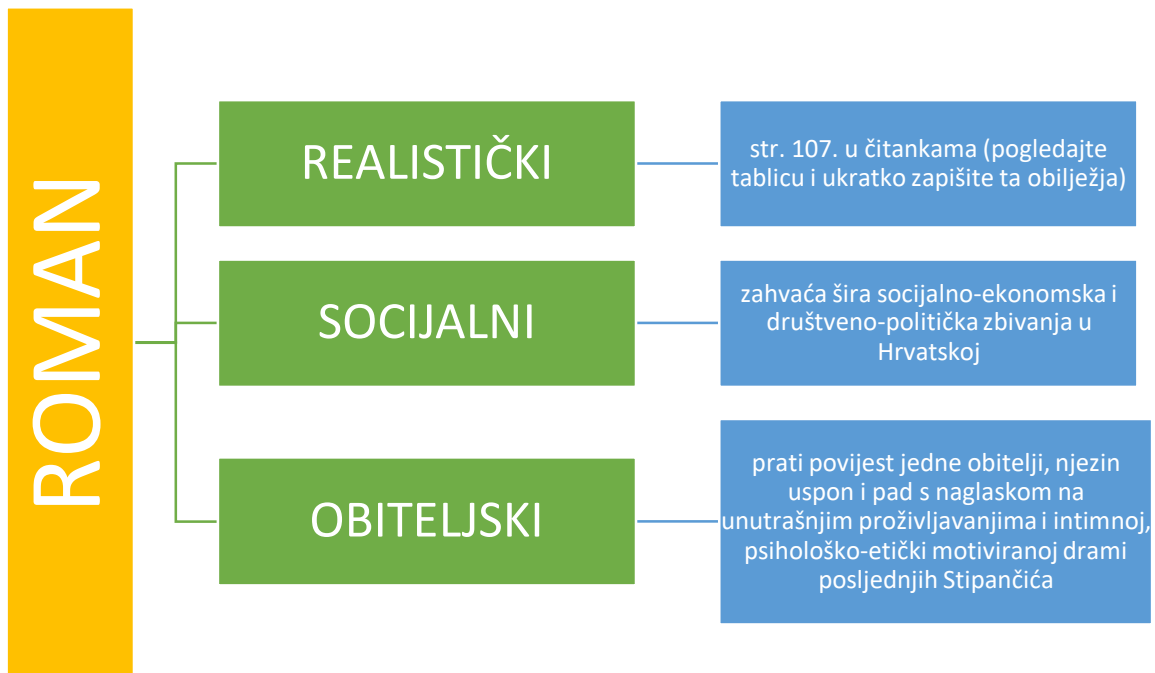 ROMAN
REALISTIČKI
str. 107. u čitankama (pogledajte
tablicu i ukratko zapišite ta obilježja)
SOCIJALNI
zahvaća šira socijalno-ekonomska i
društveno-politička zbivanja u
Hrvatskoj
OBITELJSKI
prati povijest jedne obitelji, njezin
uspon i pad s naglaskom na
unutrašnjim proživljavanjima i intimnoj,
psihološko-etički motiviranoj drami
posljednjih Stipančića